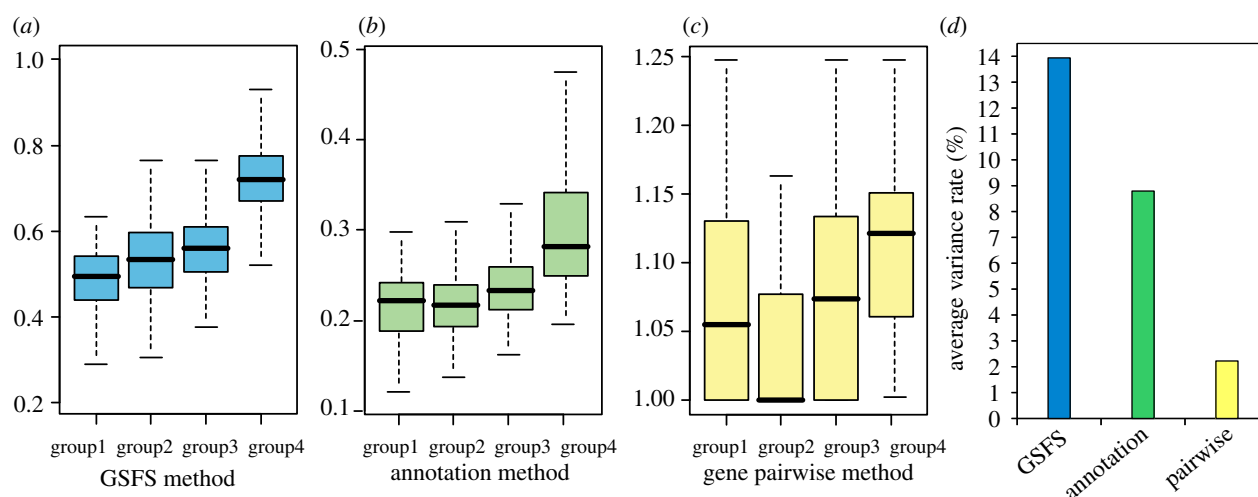 (a)
1.0
0.8
0.6
0.4
0.2
group1 group2 group3 group4
GSFS method
(b)
0.5
0.4
0.3
0.2
0.1
group1 group2 group3 group4
annotation method
(c)
1.25
1.20
1.15
1.10
1.05
1.00
group1 group2 group3 group4
gene pairwise method
(d)
average variance rate (%)
14
13
12
11
10
9
8
7
6
5
4
3
2
1
0
GSFS
annotation
pairwise